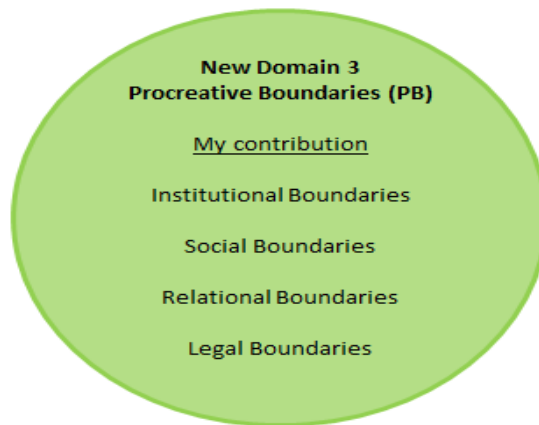 New Domain 3
Procreative Boundaries (PB)
My contribution
Institutional Boundaries
Social Boundaries
Relational Boundaries
Legal Boundaries